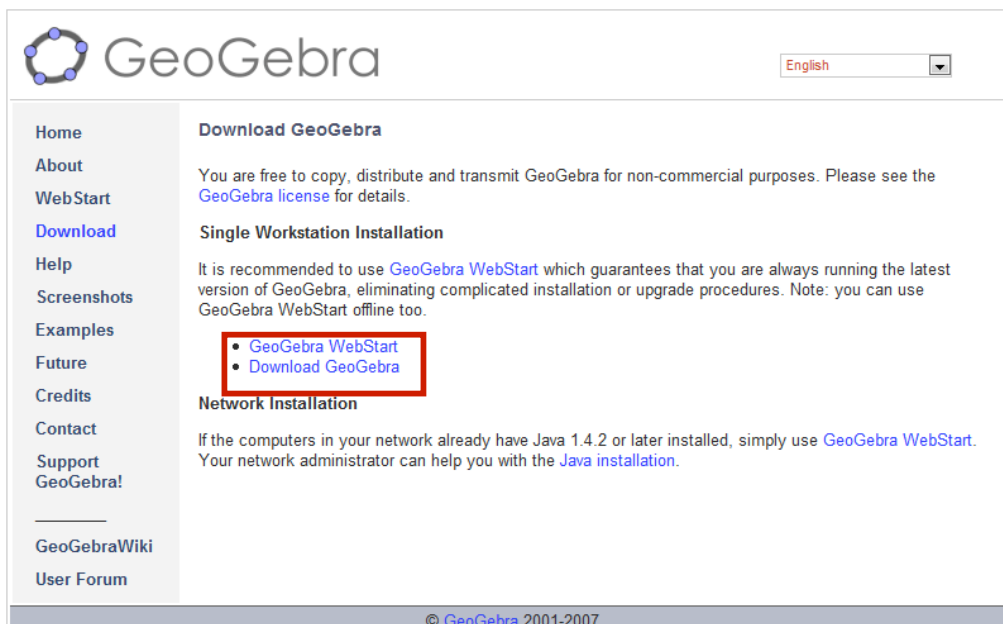 GeoGebra
English
Home
About
WebStart
Download
Help
Screenshots
Examples
Future
Credits
Contact
Support
GeoGebra!
GeoGebraWiki
User Forum
Download GeoGebra
You are free to copy, distribute and transmit GeoGebra for non-commercial purposes. Please see the
GeoGebra license for details.
Single Workstation Installation
It is recommended to use GeoGebra WebStart which guarantees that you are always running the latest
version of GeoGebra, eliminating complicated installation or upgrade procedures. Note: you can use
GeoGebra WebStart offline too.
• GeoGebra WebStart
• Download GeoGebra
Network Installation
If the computers in your network already have Java 1.4.2 or later installed, simply use GeoGebra WebStart.
Your network administrator can help you with the Java installation.
© GeoGebra 2001-2007